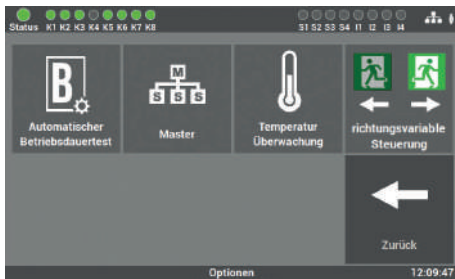 Status K1 K2 K3 K4 K5 K6 K7 K8 S1 S2 S3 S4 I1 I2 I3 I4
B
M
S S S
Automatischer
Betriebsdauertest
Master
Temperatur
Überwachung
richtungsvariable
Steuerung
Zurück
Optionen 12:09:47